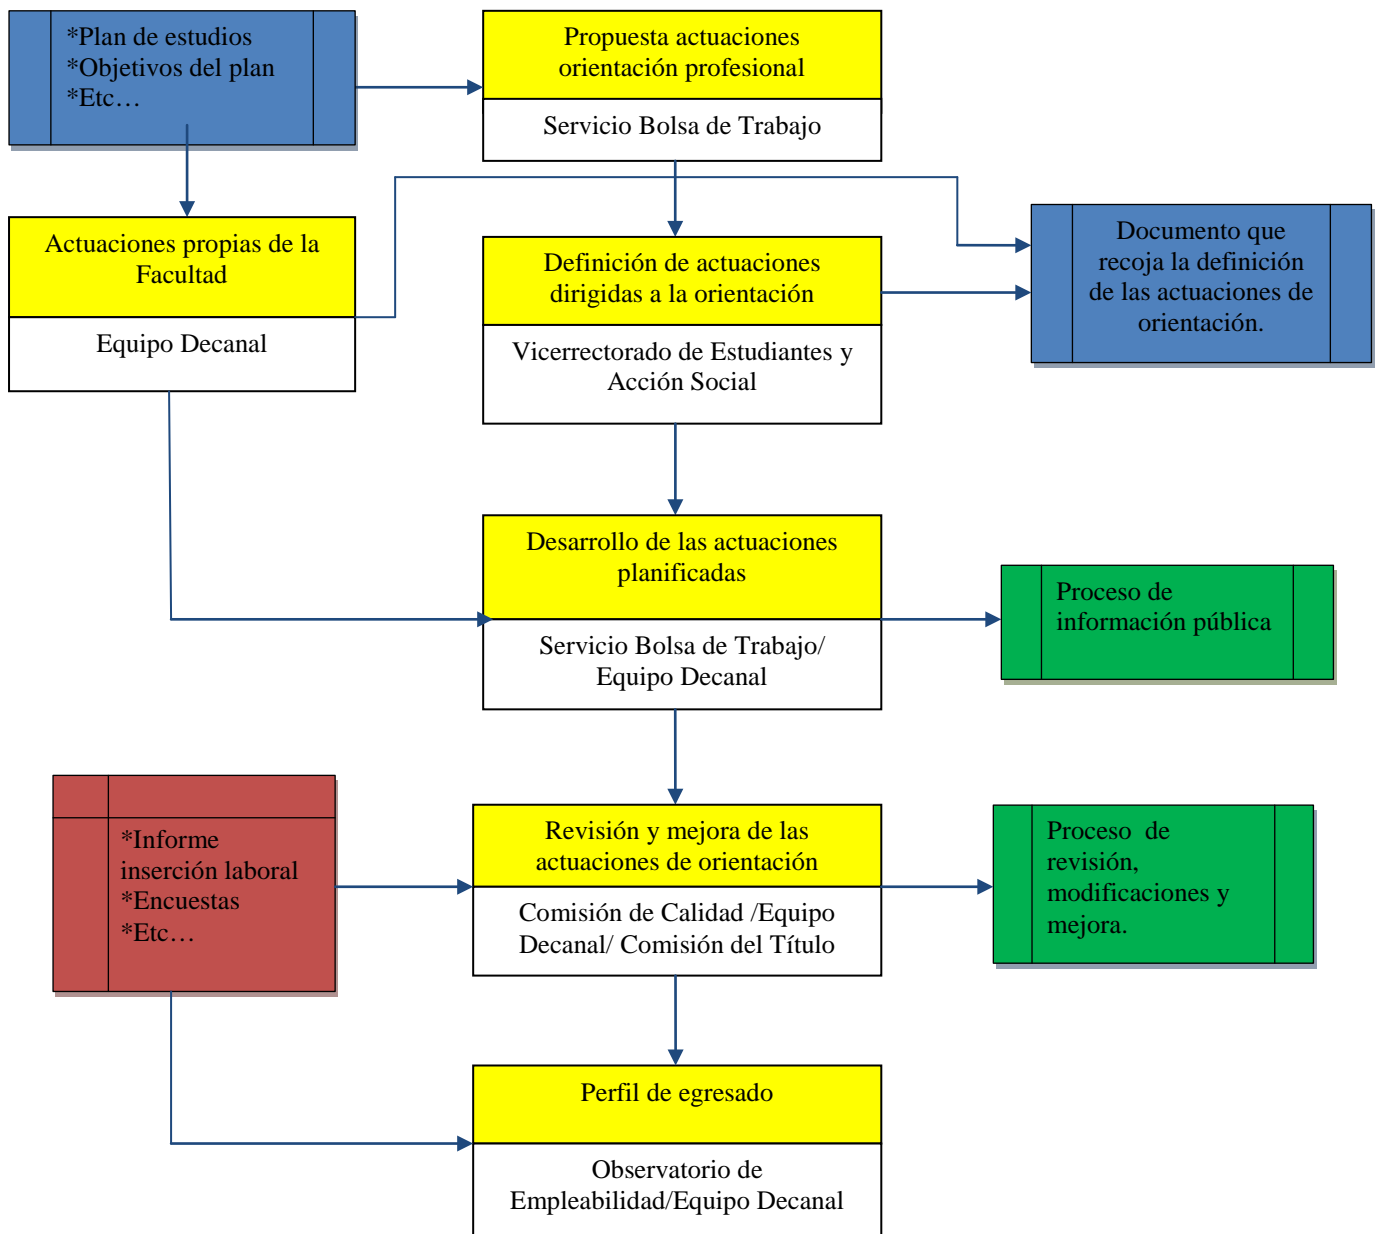 *Plan de estudios
*Objetivos del plan
*Etc…
Propuesta actuaciones
orientación profesional
Servicio Bolsa de Trabajo
Actuaciones propias de la
Facultad
Equipo Decanal
Definición de actuaciones
dirigidas a la orientación
Vicerrectorado de Estudiantes y
Acción Social
Documento que
recoja la definición
de las actuaciones de
orientación.
Desarrollo de las actuaciones
planificadas
Servicio Bolsa de Trabajo/
Equipo Decanal
Proceso de
información pública
*Informe
inserción laboral
*Encuestas
*Etc…
Revisión y mejora de las
actuaciones de orientación
Comisión de Calidad /Equipo
Decanal/ Comisión del Título
Proceso  de
revisión,
modificaciones y
mejora.
Perfil de egresado
Observatorio de
Empleabilidad/Equipo Decanal